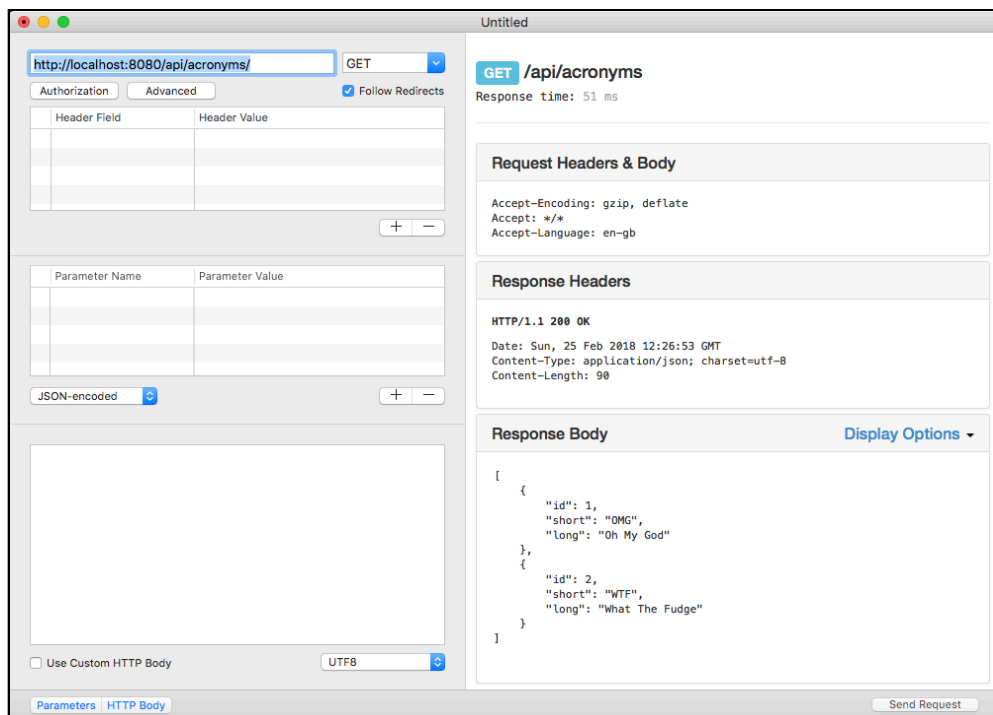 Untitled
http://localhost:8080/api/acronyms/
GET
Authorization
Advanced
Follow Redirects
Header Field
Header Value
+ −
Parameter Name
Parameter Value
JSON-encoded
+ −
Use Custom HTTP Body
UTF8
Parameters
HTTP Body
GET /api/acronyms
Response time: 51 ms
Request Headers & Body
Accept-Encoding: gzip, deflate
Accept: */*
Accept-Language: en-gb
Response Headers
HTTP/1.1 200 OK
Date: Sun, 25 Feb 2018 12:26:53 GMT
Content-Type: application/json; charset=utf-8
Content-Length: 90
Response Body
Display Options
[
{
"id": 1,
"short": "OMG",
"long": "Oh My God"
},
{
"id": 2,
"short": "WTF",
"long": "What The Fudge"
}
]
Send Request